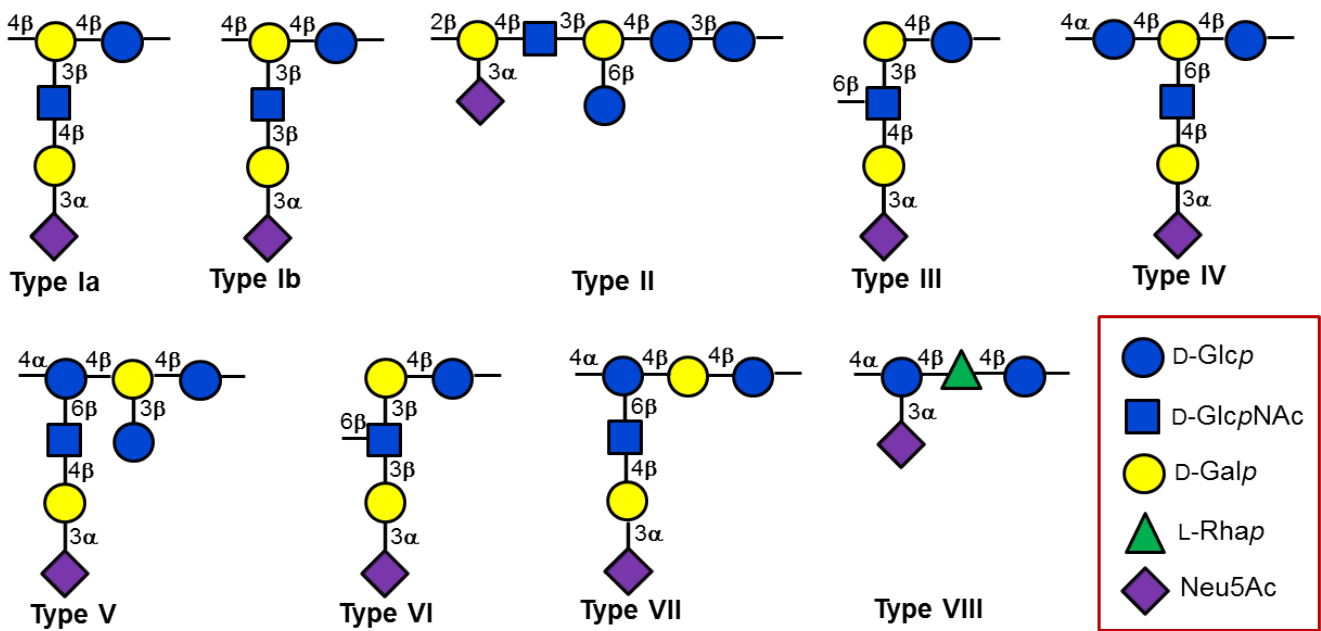 4β 4β 4β 4β 2β 4β 3β 4β 3β 4β 4α 4β 4β
3β 3β 3α 6β 3β 6β
6β
4β 3β 4β 4β
3α 3α 3α 3α
Type Ia Type Ib Type II Type III Type IV
4α 4β 4β 4β 4α 4β 4β 4α 4β 4β
6β 3β 3β 6β 3α
6β
4β 3β 4β
3α 3α 3α
Type V Type VI Type VII Type VIII
D-Glcp
D-GlcpNAc
D-Galp
L-Rhap
Neu5Ac